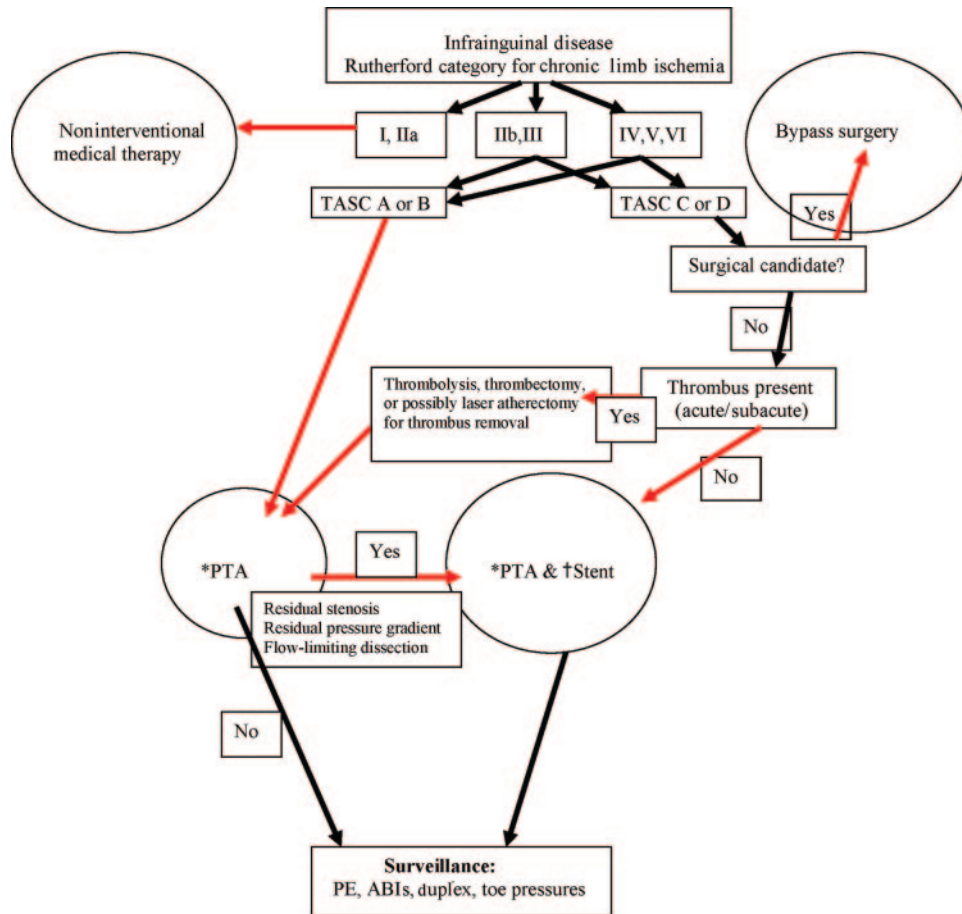 Infrainguinal disease
Rutherford category for chronic limb ischemia
Noninterventional
medical therapy
I, IIa
IIb,III
IV,V,VI
Bypass surgery
TASC A or B
TASC C or D
Yes
Surgical candidate?
No
Thrombolysis, thrombectomy,
or possibly laser atherectomy
for thrombus removal
Thrombus present
(acute/subacute)
Yes
No
Yes
*PTA
*PTA & †Stent
Residual stenosis
Residual pressure gradient
Flow-limiting dissection
No
Surveillance:
PE, ABIs, duplex, toe pressures